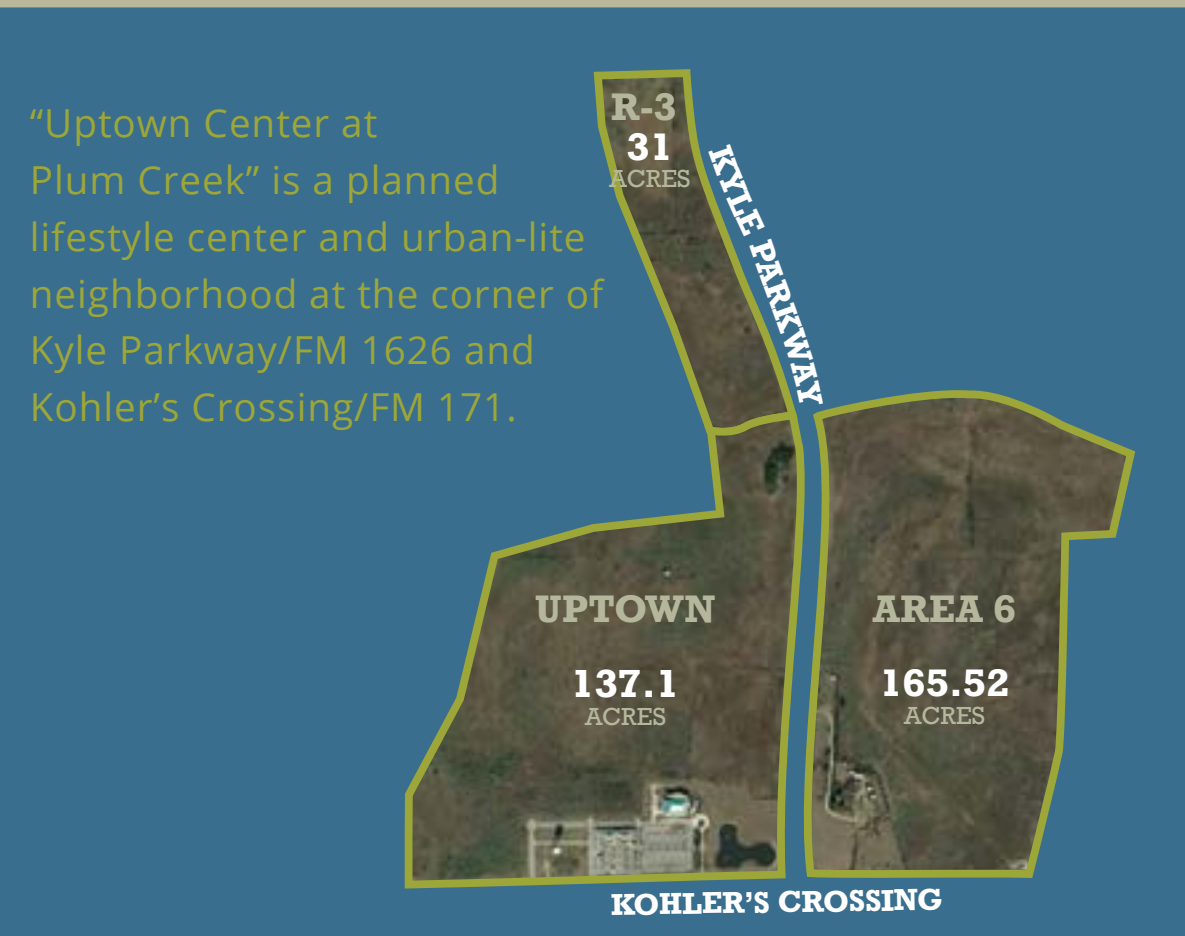 “Uptown Center at
Plum Creek” is a planned
lifestyle center and urban-lite
neighborhood at the corner of
Kyle Parkway/FM 1626 and
Kohler’s Crossing/FM 171.
R-3
31
ACRES
KYLE PARKWAY
UPTOWN
137.1
ACRES
AREA 6
165.52
ACRES
KOHLER’S CROSSING